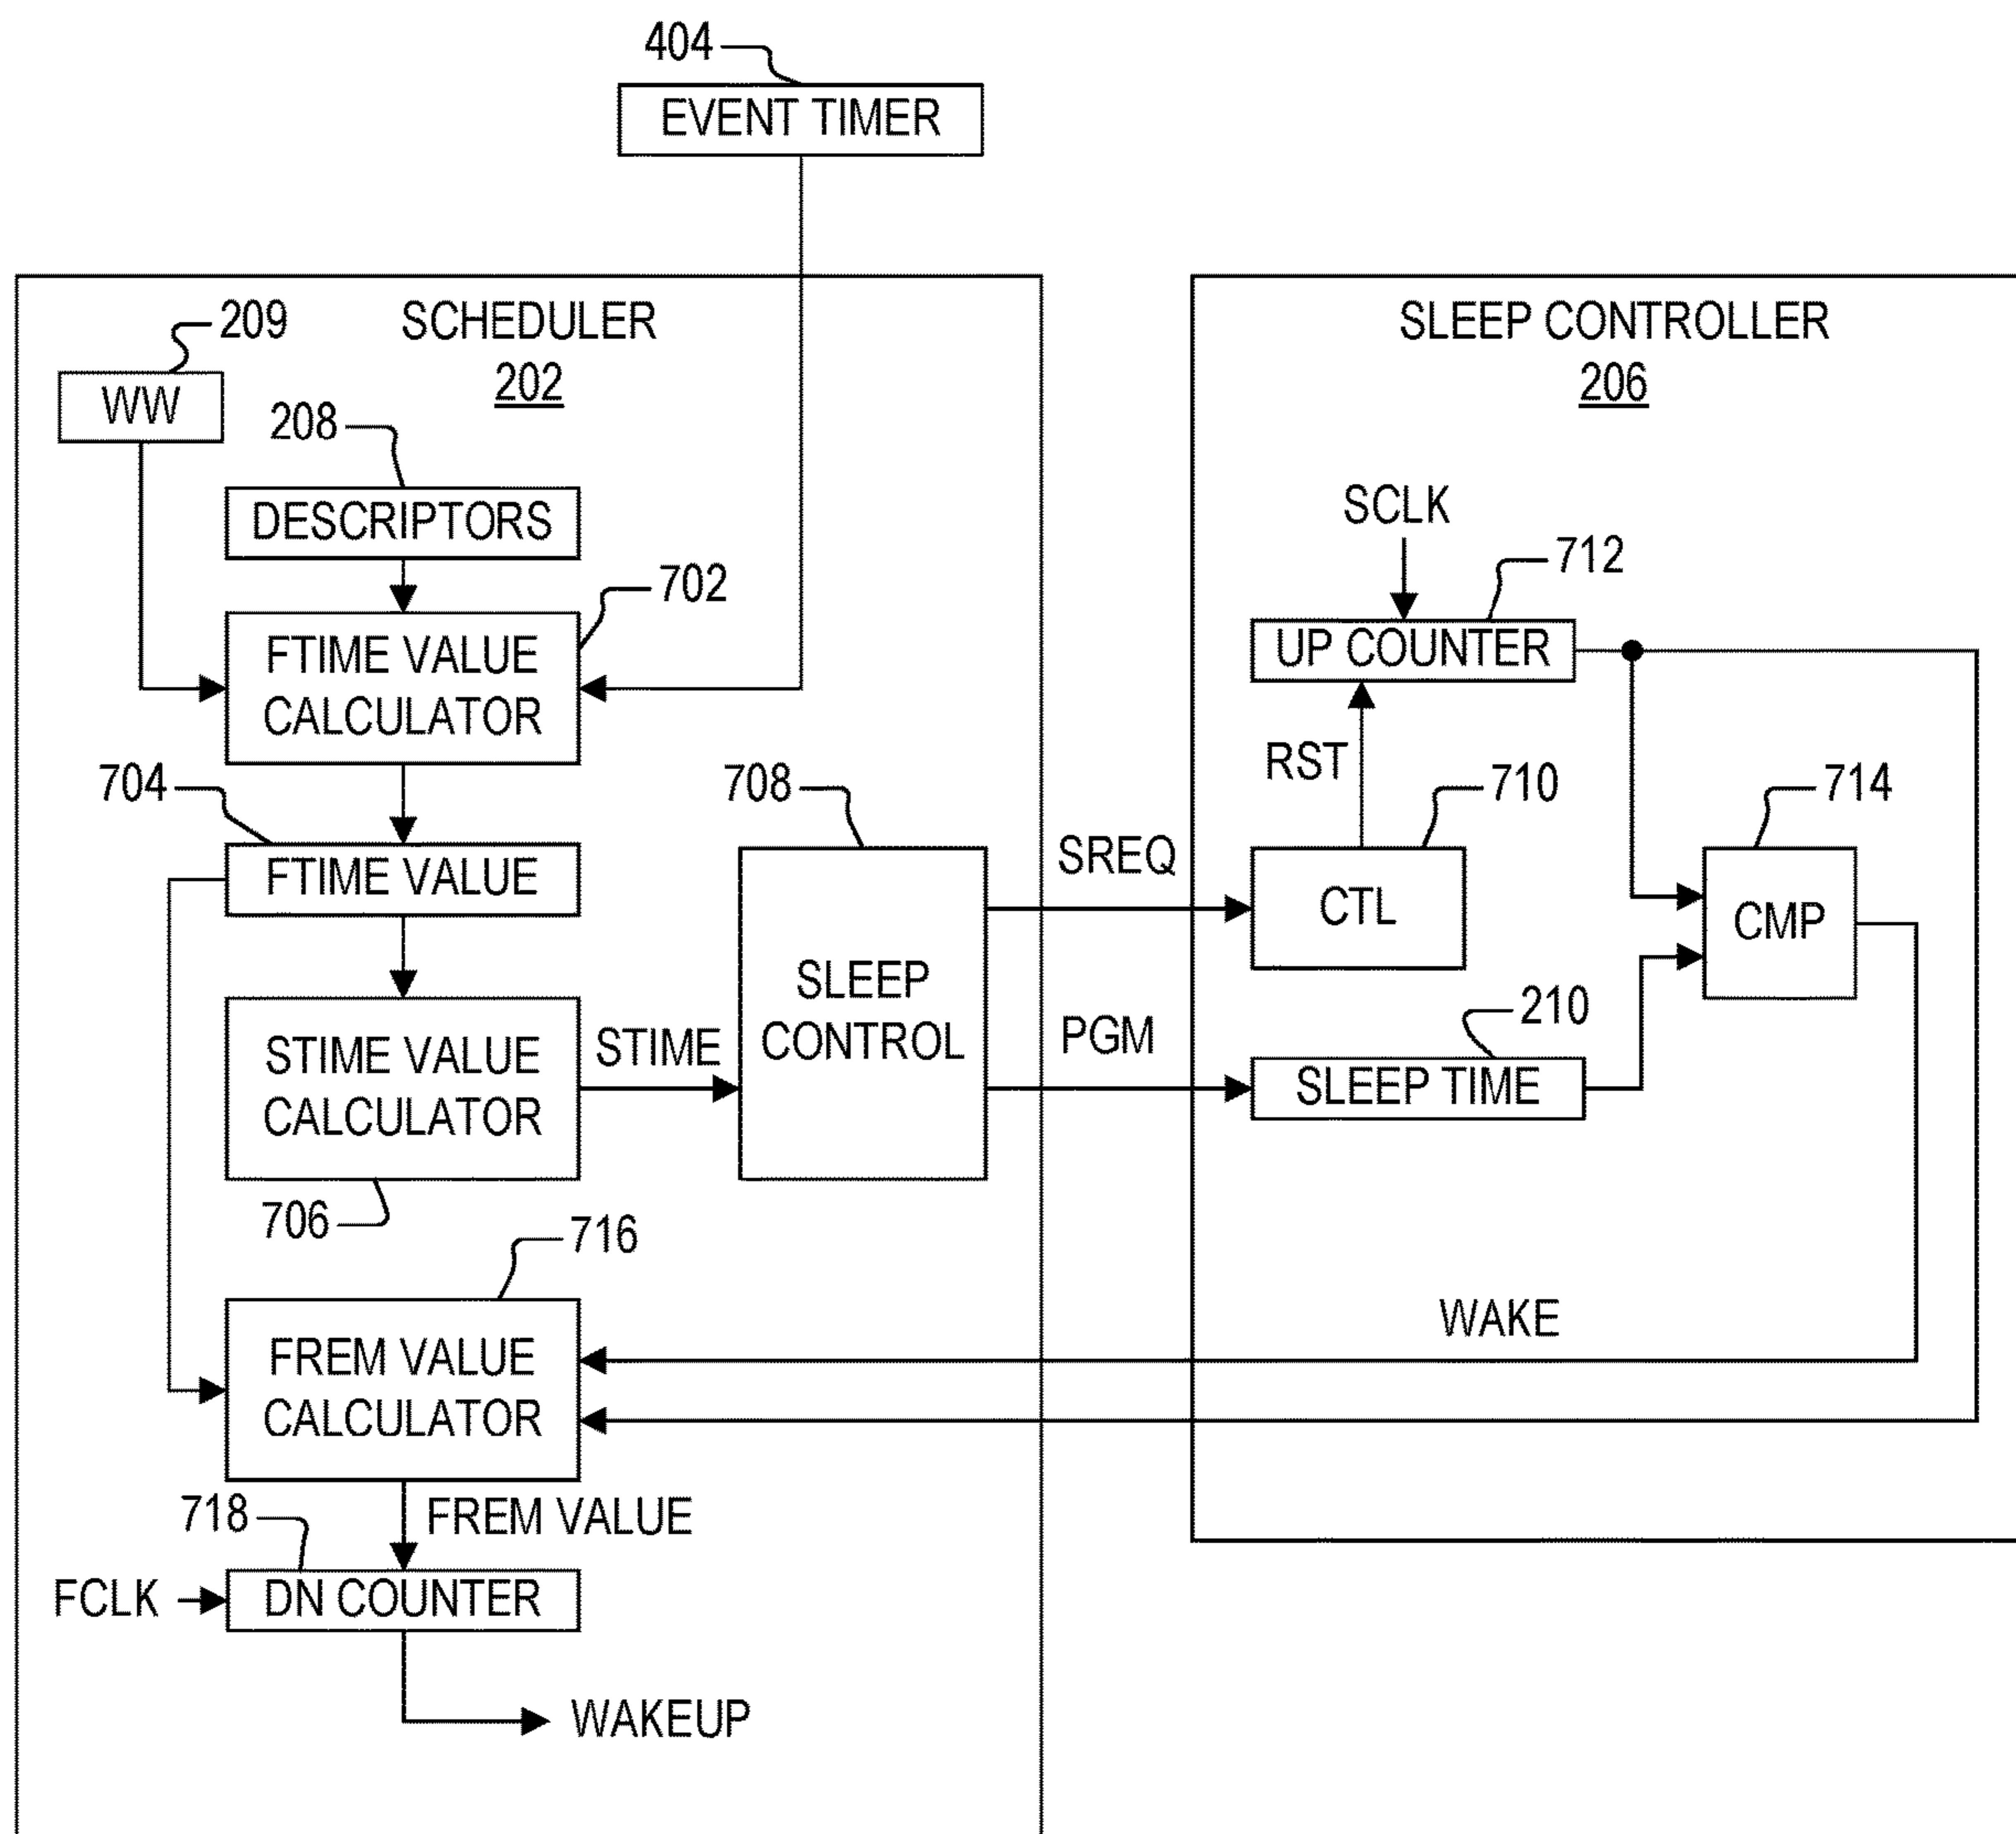 404
EVENT TIMER
SCHEDULER
202
209
WW
208
DESCRIPTORS
702
FTIME VALUE
CALCULATOR
704
FTIME VALUE
STIME VALUE
CALCULATOR
706
STIME
708
SLEEP
CONTROL
716
FREM VALUE
CALCULATOR
FREM VALUE
718
FCLK
DN COUNTER
WAKEUP
SREQ
PGM
SLEEP CONTROLLER
206
SCLK
712
UP COUNTER
RST
710
CTL
714
CMP
210
SLEEP TIME
WAKE